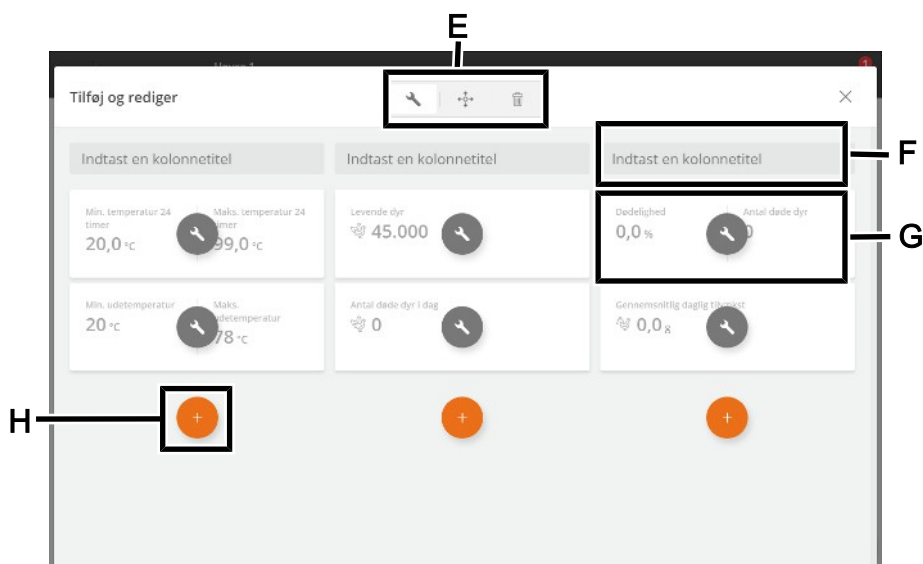 E
1
Tilføj og rediger
F
Indtast en kolonnetitel
Indtast en kolonnetitel
Indtast en kolonnetitel
G
Min. temperatur 24
timer
20,0 °C
Maks. temperatur 24
timer
99,0 °C
Levende dyr
45.000
Dødelighed
0,0 %
Antal døde dyr
0
Min. udetemperatur
20 °C
Maks.
udetemperatur
78 °C
Antal døde dyr i dag
0
Gennemsnitlig daglig tilvækst
0,0 g
H
+
+
+